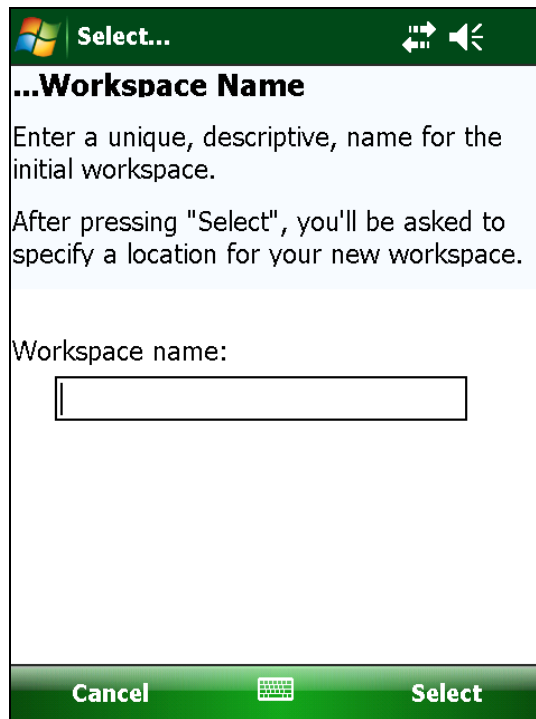 Select...
...Workspace Name
Enter a unique, descriptive, name for the
initial workspace.
After pressing "Select", you'll be asked to
specify a location for your new workspace.
Workspace name:
Cancel
Select